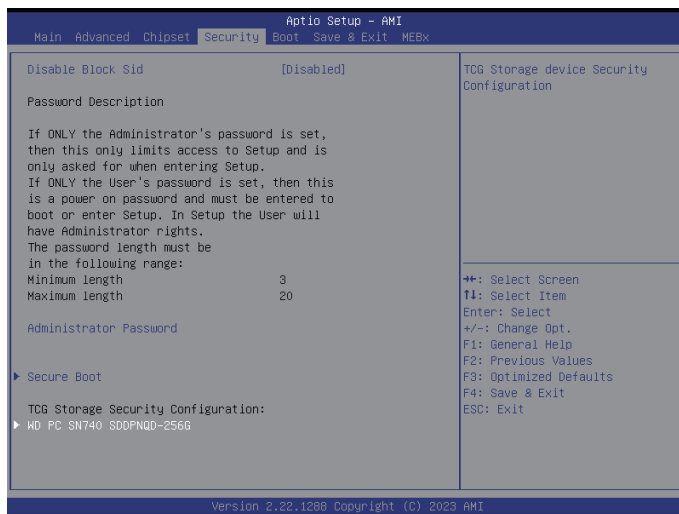 Aptio Setup – AMI
Main Advanced Chipset Security Boot Save & Exit MEBx
Disable Block Sid [Disabled]
Password Description
If ONLY the Administrator's password is set,
then this only limits access to Setup and is
only asked for when entering Setup.
If ONLY the User's password is set, then this
is a power on password and must be entered to
boot or enter Setup. In Setup the User will
have Administrator rights.
The password length must be
in the following range:
Minimum length 3
Maximum length 20
Administrator Password
Secure Boot
TCG Storage Security Configuration:
WD PC SN740 SDDPNQD-256G
TCG Storage device Security
Configuration
→←: Select Screen
↑↓: Select Item
Enter: Select
+/-: Change Opt.
F1: General Help
F2: Previous Values
F3: Optimized Defaults
F4: Save & Exit
ESC: Exit
Version 2.22.1288 Copyright (C) 2023 AMI